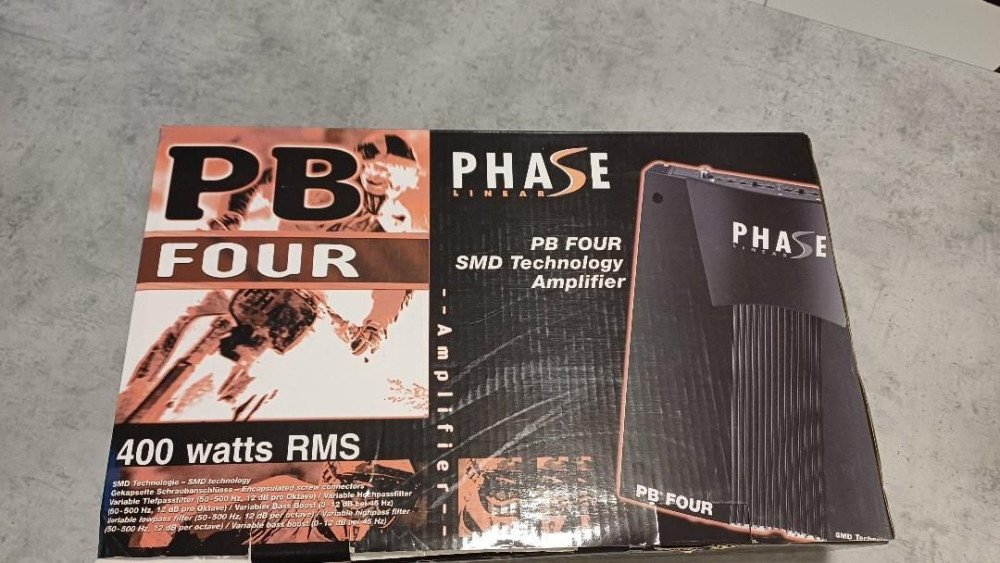 PB
FOUR
400 watts RMS
SMD Technologie – SMD technology
Gekapselte Schraubanschlüsse – Encapsulated screw connectors
Variable Tiefpassfilter (50-500 Hz, 12 dB pro Oktave) / Variable Hochpassfilter
(50-500 Hz, 12 dB pro Oktave) / Variabler Bass Boost (0-12 dB bei 45 Hz)
Variable lowpass filter (50-500 Hz, 12 dB per octave) / Variable highpass filter
(50-500 Hz, 12 dB per octave) / Variable bass boost (0-12 dB at 45 Hz)
--Amplifier---
PHASE
LINEAR
PB FOUR
SMD Technology
Amplifier
PHASE
LINEAR
PB FOUR